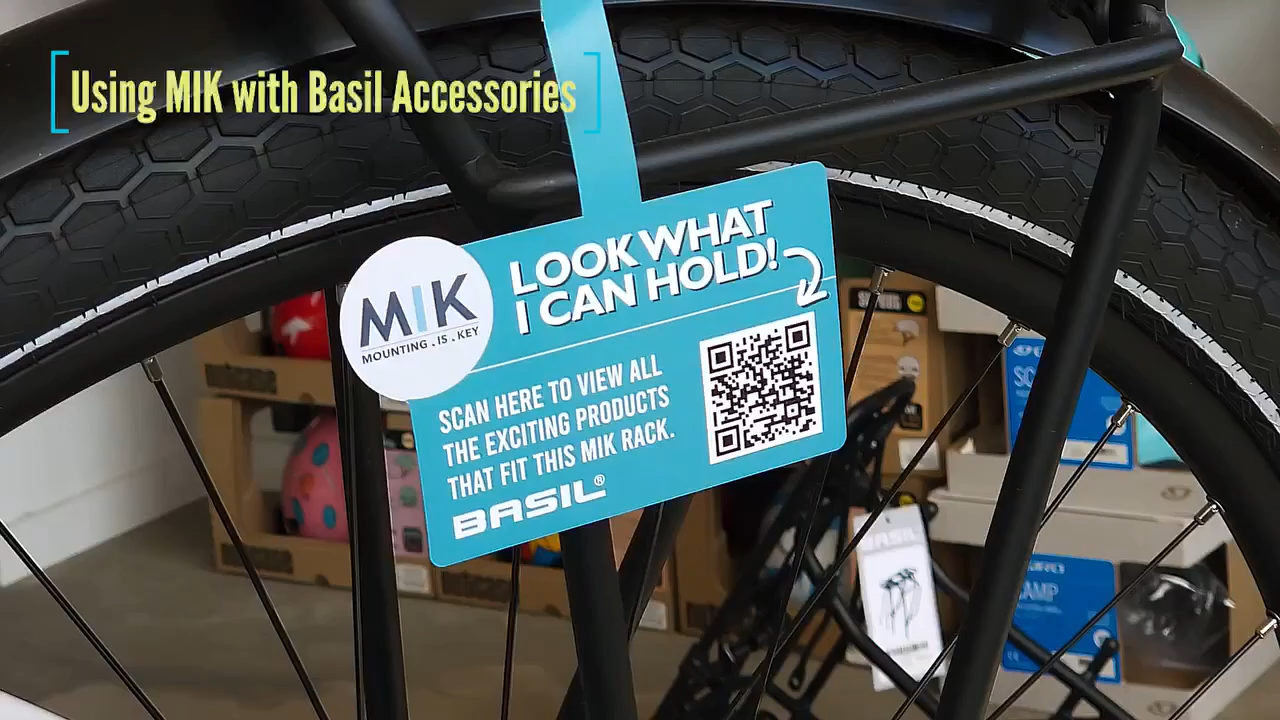 Using MIK with Basil Accessories
LOOK WHAT
I CAN HOLD!
MIK
MOUNTING.IS.KEY
SCAN HERE TO VIEW ALL
THE EXCITING PRODUCTS
THAT FIT THIS MIK RACK.
BASIL®
BASIL